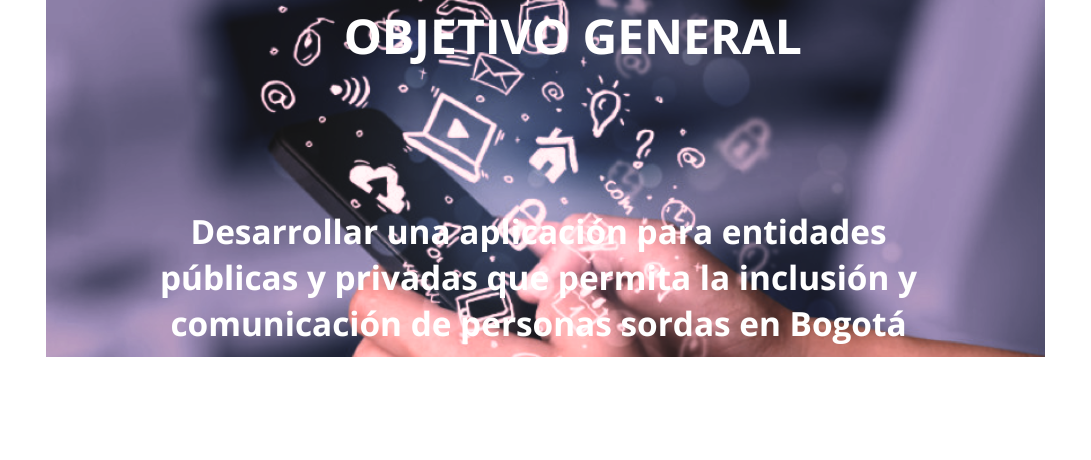 OBJETIVO GENERAL
.com
Desarrollar una aplicación para entidades
públicas y privadas que permita la inclusión y
comunicación de personas sordas en Bogotá